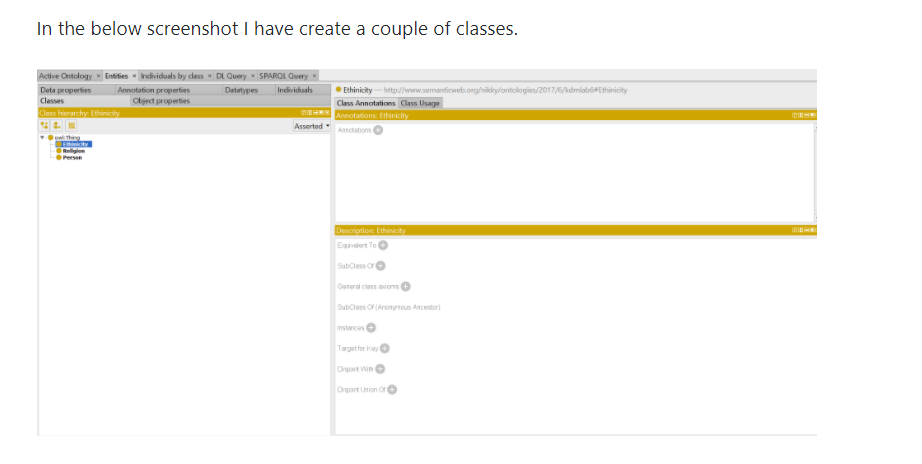 In the below screenshot I have create a couple of classes.
Active Ontology × Entities × Individuals by class × DL Query × SPARQL Query ×
Data properties Annotation properties Datatypes Individuals
Classes Object properties
Class hierarchy: Ethinicity
Asserted
owl:Thing
Ethinicity
Religion
Person
Ethinicity — http://www.semanticweb.org/nikky/ontologies/2017/6/kdmlab6#Ethinicity
Class Annotations Class Usage
Annotations: Ethinicity
Annotations
Description: Ethinicity
Equivalent To
SubClass Of
General class axioms
SubClass Of (Anonymous Ancestor)
Instances
Target for Key
Disjoint With
Disjoint Union Of